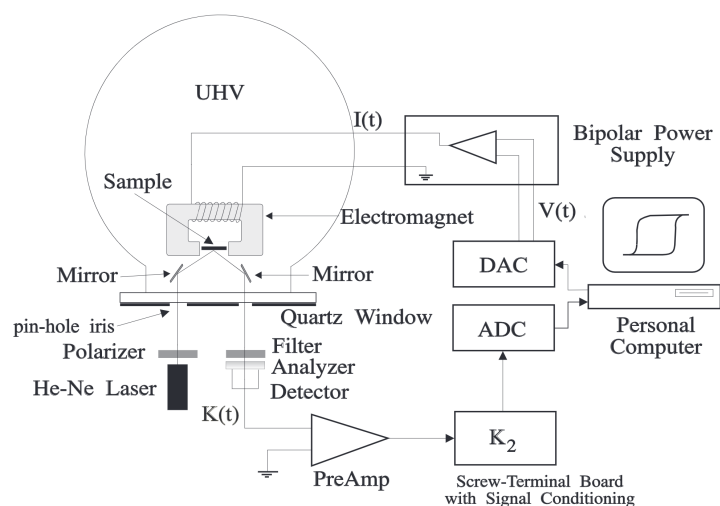 UHV
I(t)
Bipolar Power
Supply
Sample
Electromagnet
V(t)
Mirror
Mirror
DAC
pin-hole iris
Quartz Window
ADC
Personal
Computer
Polarizer
Filter
Analyzer
He-Ne Laser
Detector
K(t)
K2
PreAmp
Screw-Terminal Board
with Signal Conditioning